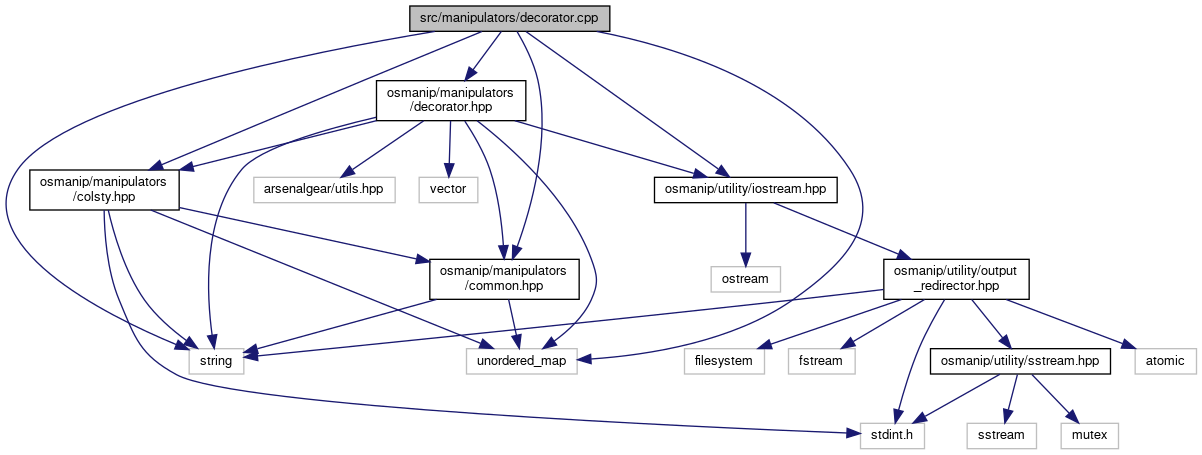 src/manipulators/decorator.cpp
osmanip/manipulators
/decorator.hpp
osmanip/manipulators
/colsty.hpp
arsenalgear/utils.hpp
vector
osmanip/utility/iostream.hpp
osmanip/manipulators
/common.hpp
ostream
osmanip/utility/output
_redirector.hpp
string
unordered_map
filesystem
fstream
osmanip/utility/sstream.hpp
atomic
stdint.h
sstream
mutex